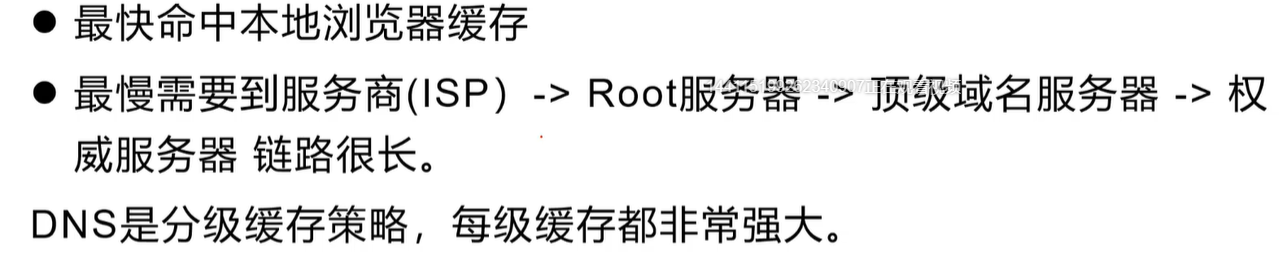 ● 最快命中本地浏览器缓存
● 最慢需要到服务商(ISP）-> Root服务器 -> 顶级域名服务器 -> 权
威服务器 链路很长。
DNS是分级缓存策略，每级缓存都非常强大。